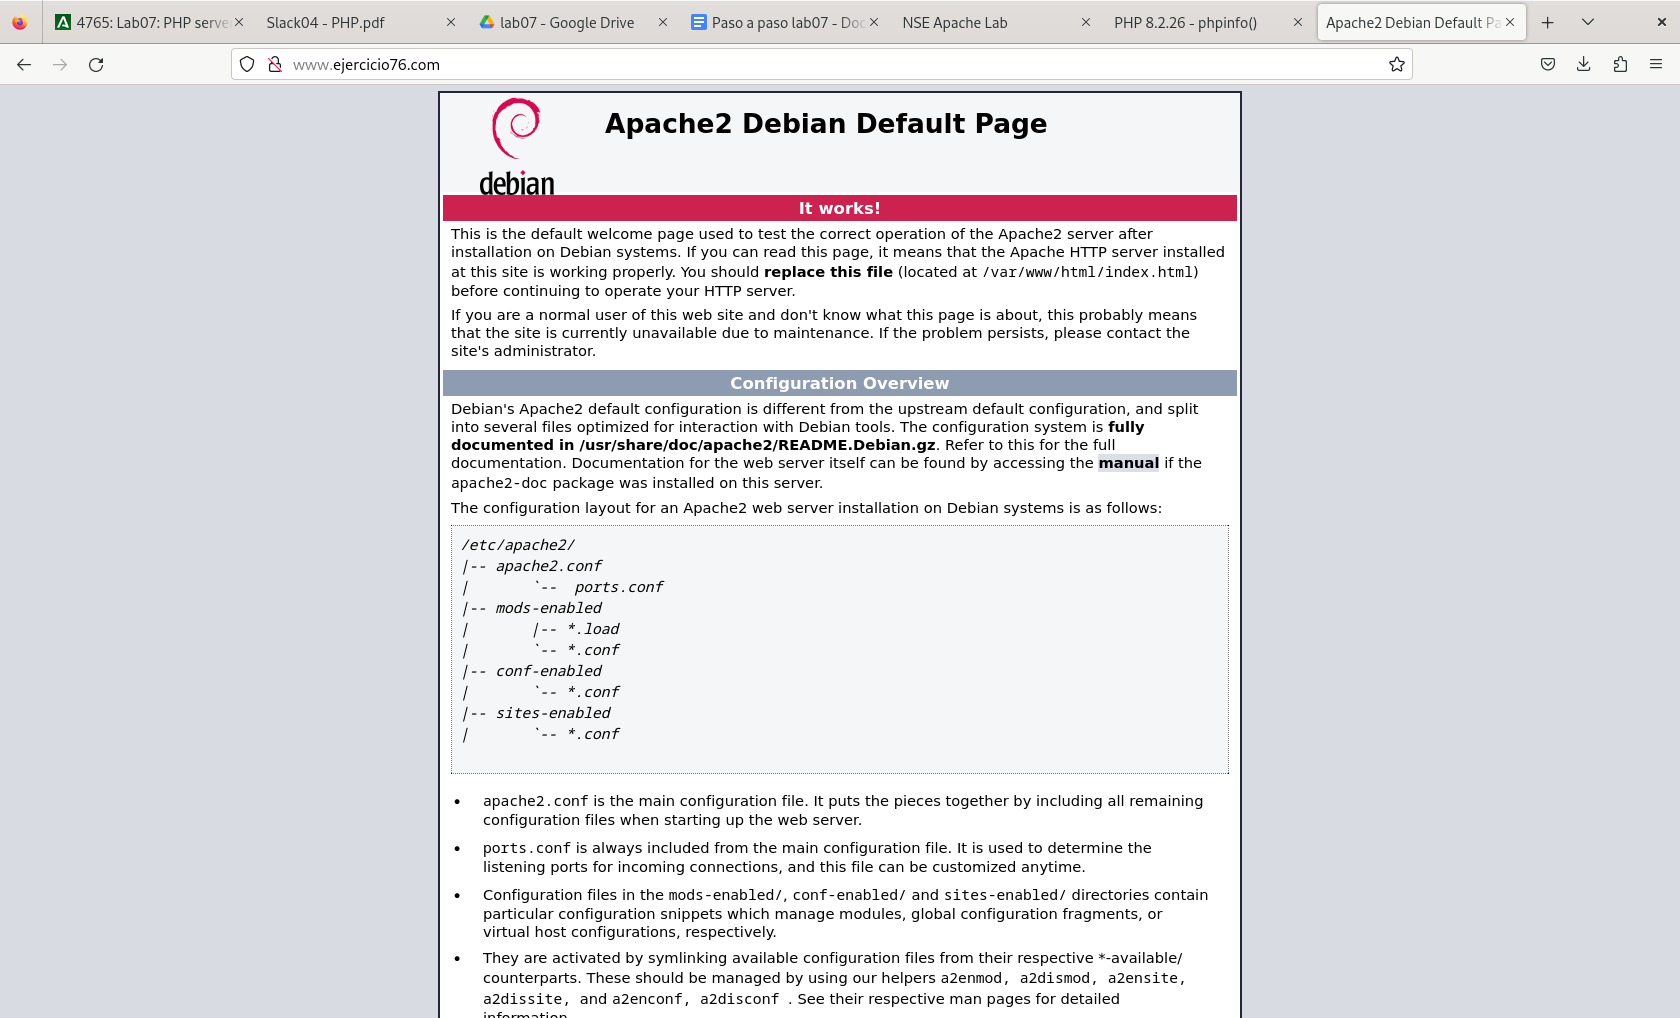 4765: Lab07: PHP serve
Slack04 - PHP.pdf
lab07 - Google Drive
Paso a paso lab07 - Doc
NSE Apache Lab
PHP 8.2.26 - phpinfo()
Apache2 Debian Default Pa
www.ejercicio76.com
debian
Apache2 Debian Default Page
It works!
This is the default welcome page used to test the correct operation of the Apache2 server after
installation on Debian systems. If you can read this page, it means that the Apache HTTP server installed
at this site is working properly. You should replace this file (located at /var/www/html/index.html)
before continuing to operate your HTTP server.
If you are a normal user of this web site and don't know what this page is about, this probably means
that the site is currently unavailable due to maintenance. If the problem persists, please contact the
site's administrator.
Configuration Overview
Debian's Apache2 default configuration is different from the upstream default configuration, and split
into several files optimized for interaction with Debian tools. The configuration system is fully
documented in /usr/share/doc/apache2/README.Debian.gz. Refer to this for the full
documentation. Documentation for the web server itself can be found by accessing the manual if the
apache2-doc package was installed on this server.
The configuration layout for an Apache2 web server installation on Debian systems is as follows:
/etc/apache2/
|-- apache2.conf
|       `--  ports.conf
|-- mods-enabled
|       |-- *.load
|       `-- *.conf
|-- conf-enabled
|       `-- *.conf
|-- sites-enabled
|       `-- *.conf
• apache2.conf is the main configuration file. It puts the pieces together by including all remaining
configuration files when starting up the web server.
• ports.conf is always included from the main configuration file. It is used to determine the
listening ports for incoming connections, and this file can be customized anytime.
• Configuration files in the mods-enabled/, conf-enabled/ and sites-enabled/ directories contain
particular configuration snippets which manage modules, global configuration fragments, or
virtual host configurations, respectively.
• They are activated by symlinking available configuration files from their respective *-available/
counterparts. These should be managed by using our helpers a2enmod, a2dismod, a2ensite,
a2dissite, and a2enconf, a2disconf . See their respective man pages for detailed
information.